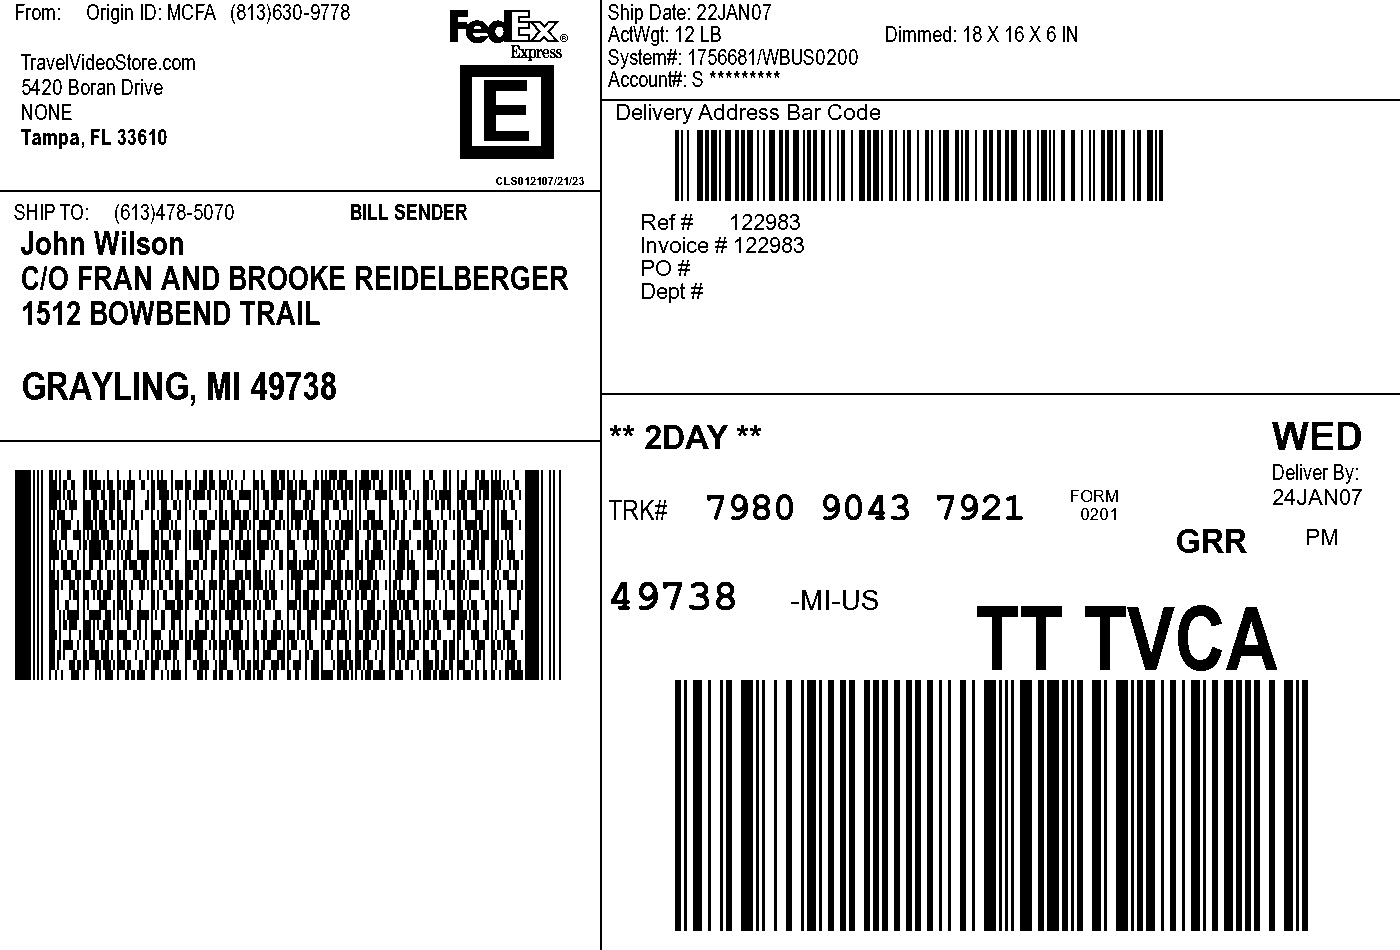 From: Origin ID: MCFA (813)630-9778
TravelVideoStore.com
5420 Boran Drive
NONE
Tampa, FL 33610
FedEx®
Express
E
CLS012107/21/23
SHIP TO: (613)478-5070 BILL SENDER
John Wilson
C/O FRAN AND BROOKE REIDELBERGER
1512 BOWBEND TRAIL
GRAYLING, MI 49738
Ship Date: 22JAN07
ActWgt: 12 LB Dimmed: 18 X 16 X 6 IN
System#: 1756681/WBUS0200
Account#: S *********
Delivery Address Bar Code
Ref # 122983
Invoice # 122983
PO #
Dept #
** 2DAY ** WED
Deliver By:
24JAN07
TRK# 7980 9043 7921 FORM
0201
GRR PM
49738 -MI-US
TT TVCA